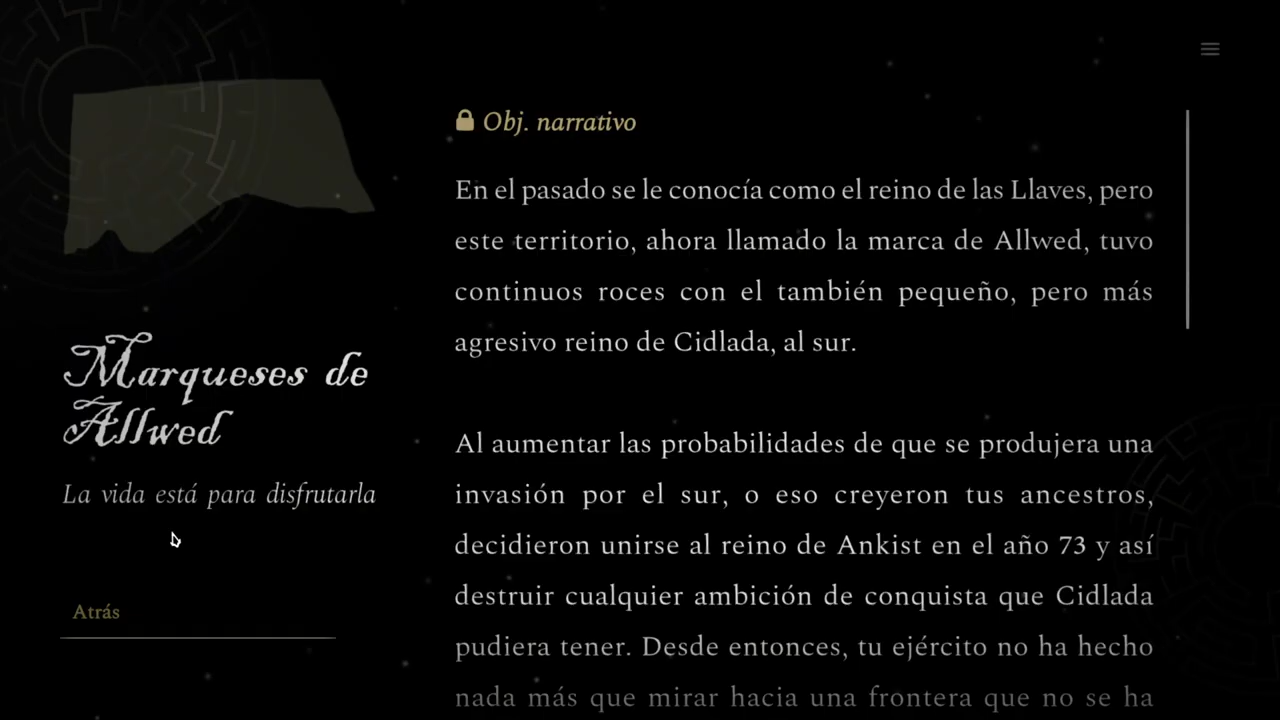 Marqueses de
Allwed
La vida está para disfrutarla
Atrás
Obj. narrativo
En el pasado se le conocía como el reino de las Llaves, pero
este territorio, ahora llamado la marca de Allwed, tuvo
continuos roces con el también pequeño, pero más
agresivo reino de Cidlada, al sur.
Al aumentar las probabilidades de que se produjera una
invasión por el sur, o eso creyeron tus ancestros,
decidieron unirse al reino de Ankist en el año 73 y así
destruir cualquier ambición de conquista que Cidlada
pudiera tener. Desde entonces, tu ejército no ha hecho
nada más que mirar hacia una frontera que no se ha